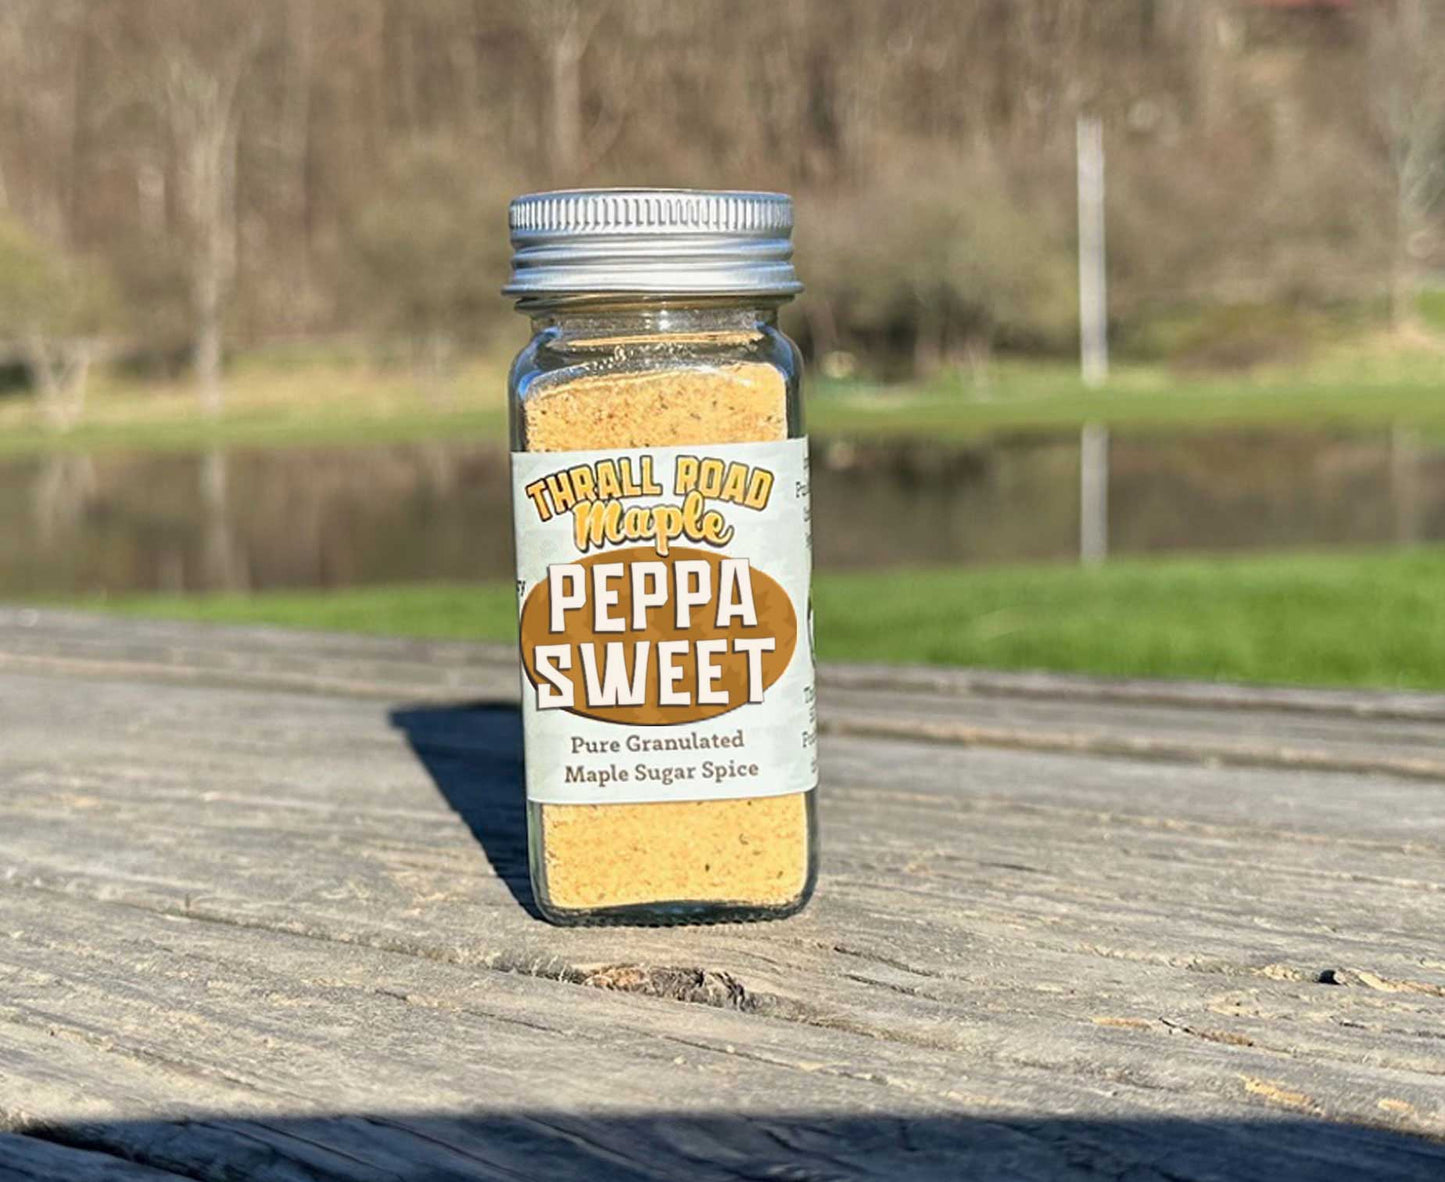 THRALL ROAD
Maple
PEPPA
SWEET
Pure Granulated
Maple Sugar Spice